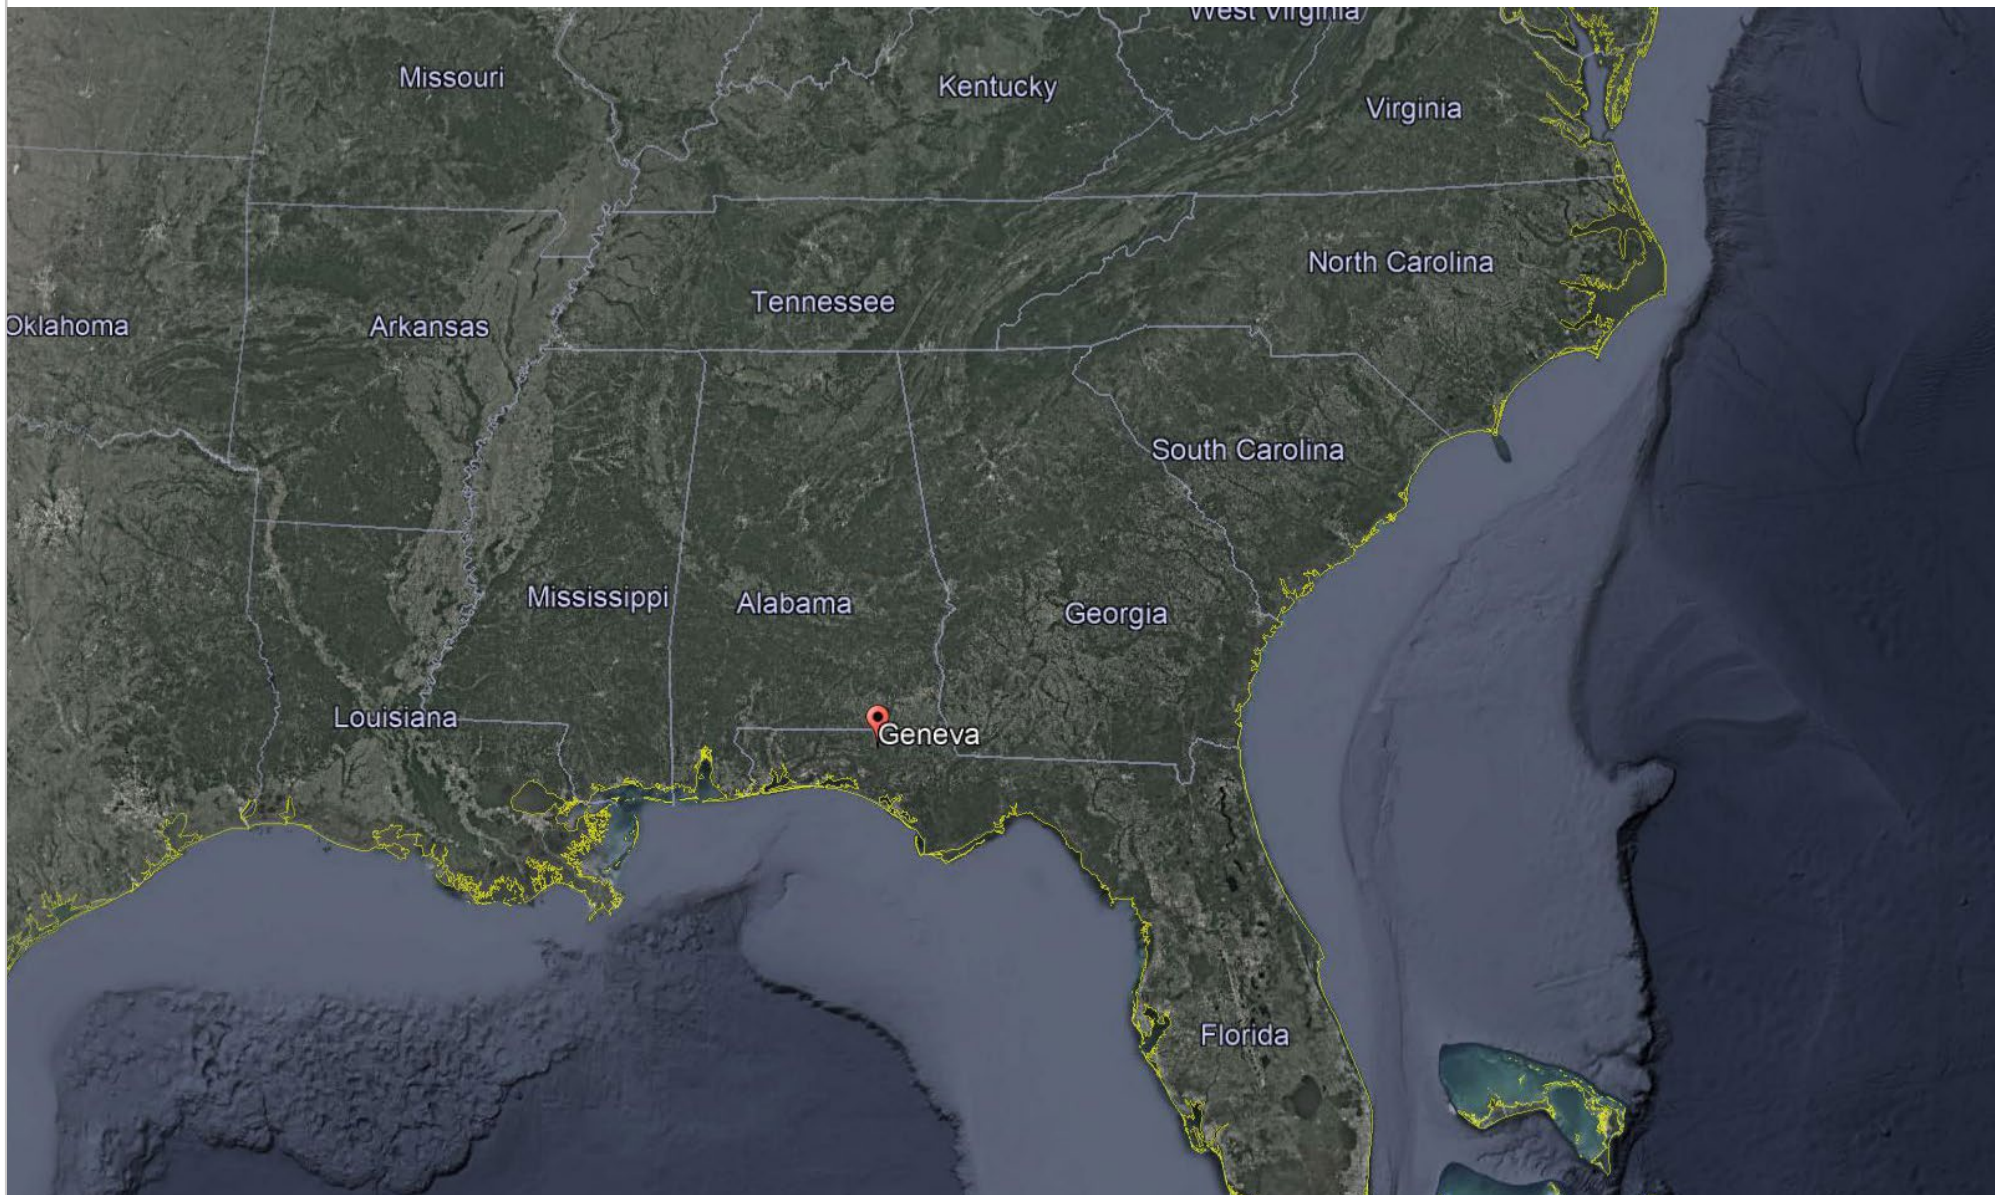 West Virginia
Missouri
Kentucky
Virginia
North Carolina
Tennessee
Oklahoma
Arkansas
South Carolina
Mississippi
Alabama
Georgia
Louisiana
Geneva
Florida